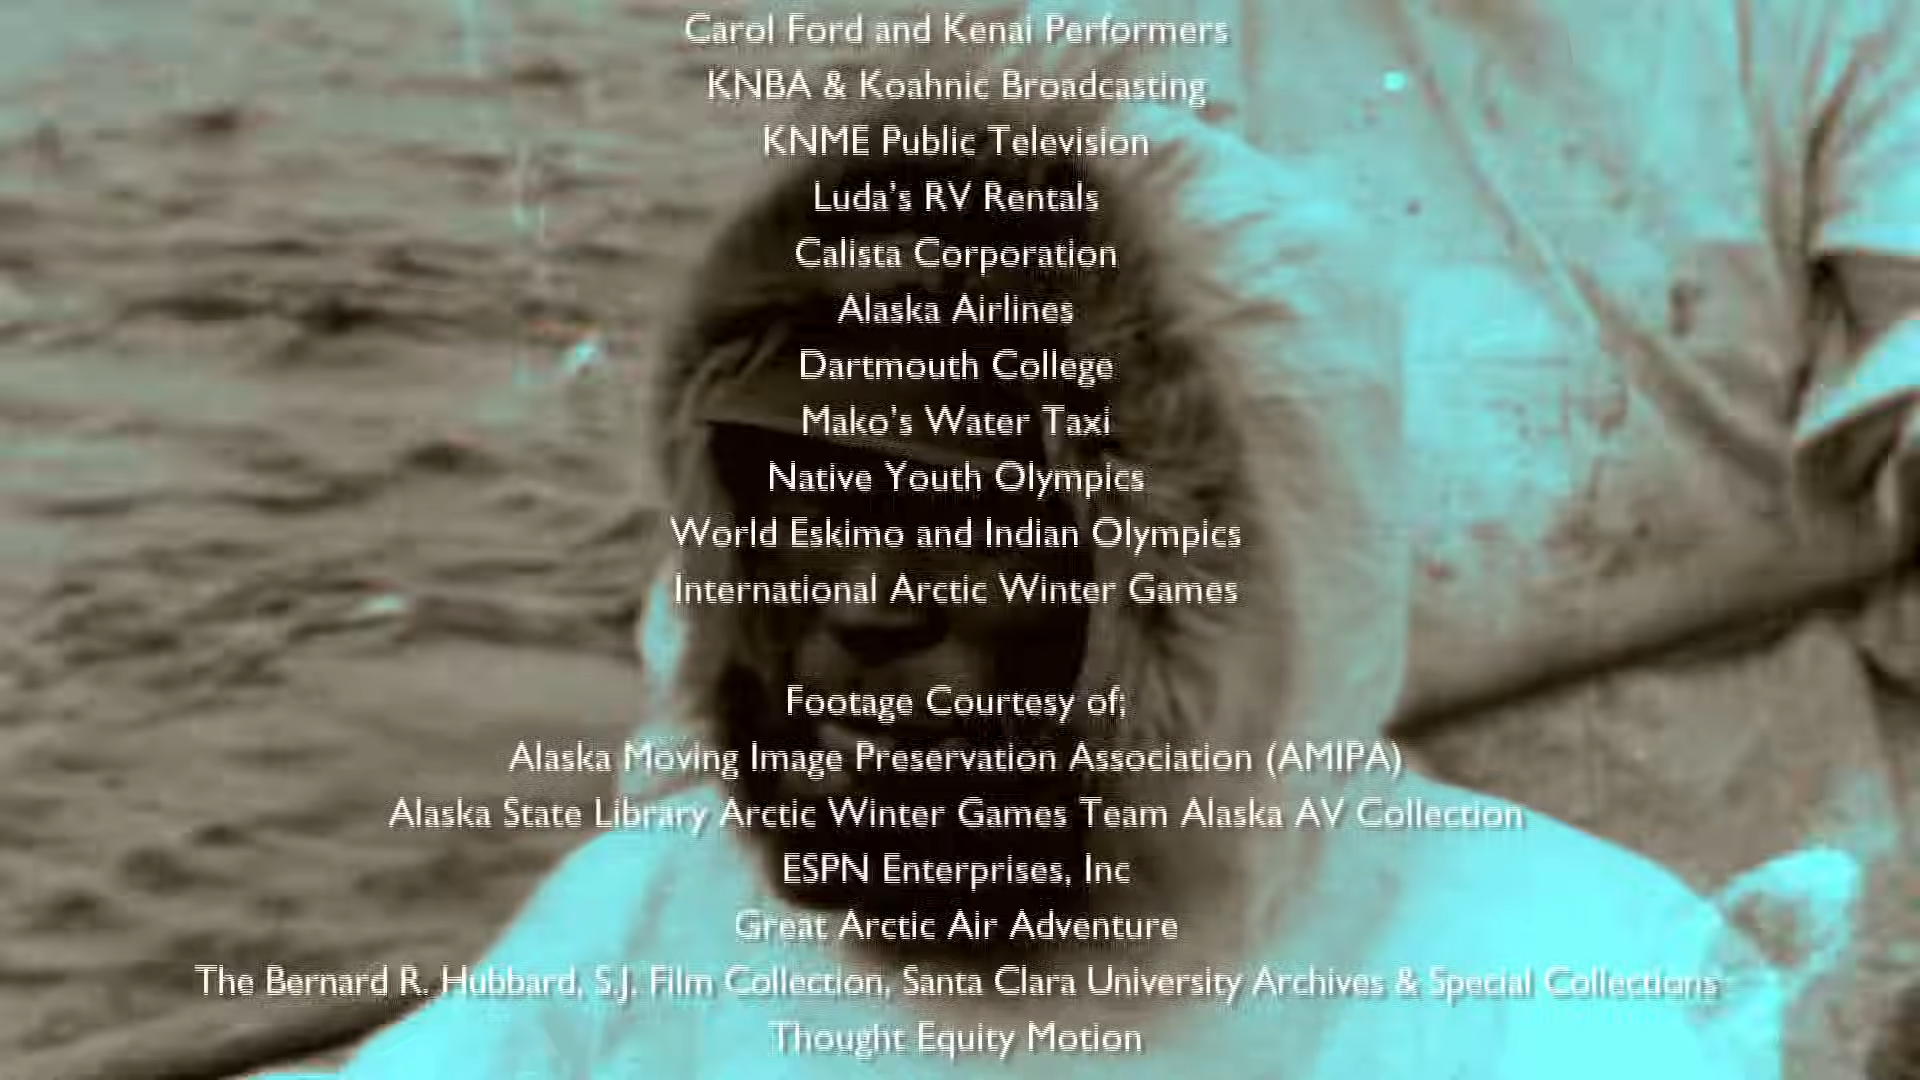 Carol Ford and Kenai Performers
KNBA & Koahnic Broadcasting
KNME Public Television
Luda's RV Rentals
Calista Corporation
Alaska Airlines
Dartmouth College
Mako's Water Taxi
Native Youth Olympics
World Eskimo and Indian Olympics
International Arctic Winter Games
Footage Courtesy of;
Alaska Moving Image Preservation Association (AMIPA)
Alaska State Library Arctic Winter Games Team Alaska AV Collection
ESPN Enterprises, Inc
Great Arctic Air Adventure
The Bernard R. Hubbard, S.J. Film Collection, Santa Clara University Archives & Special Collections
Thought Equity Motion